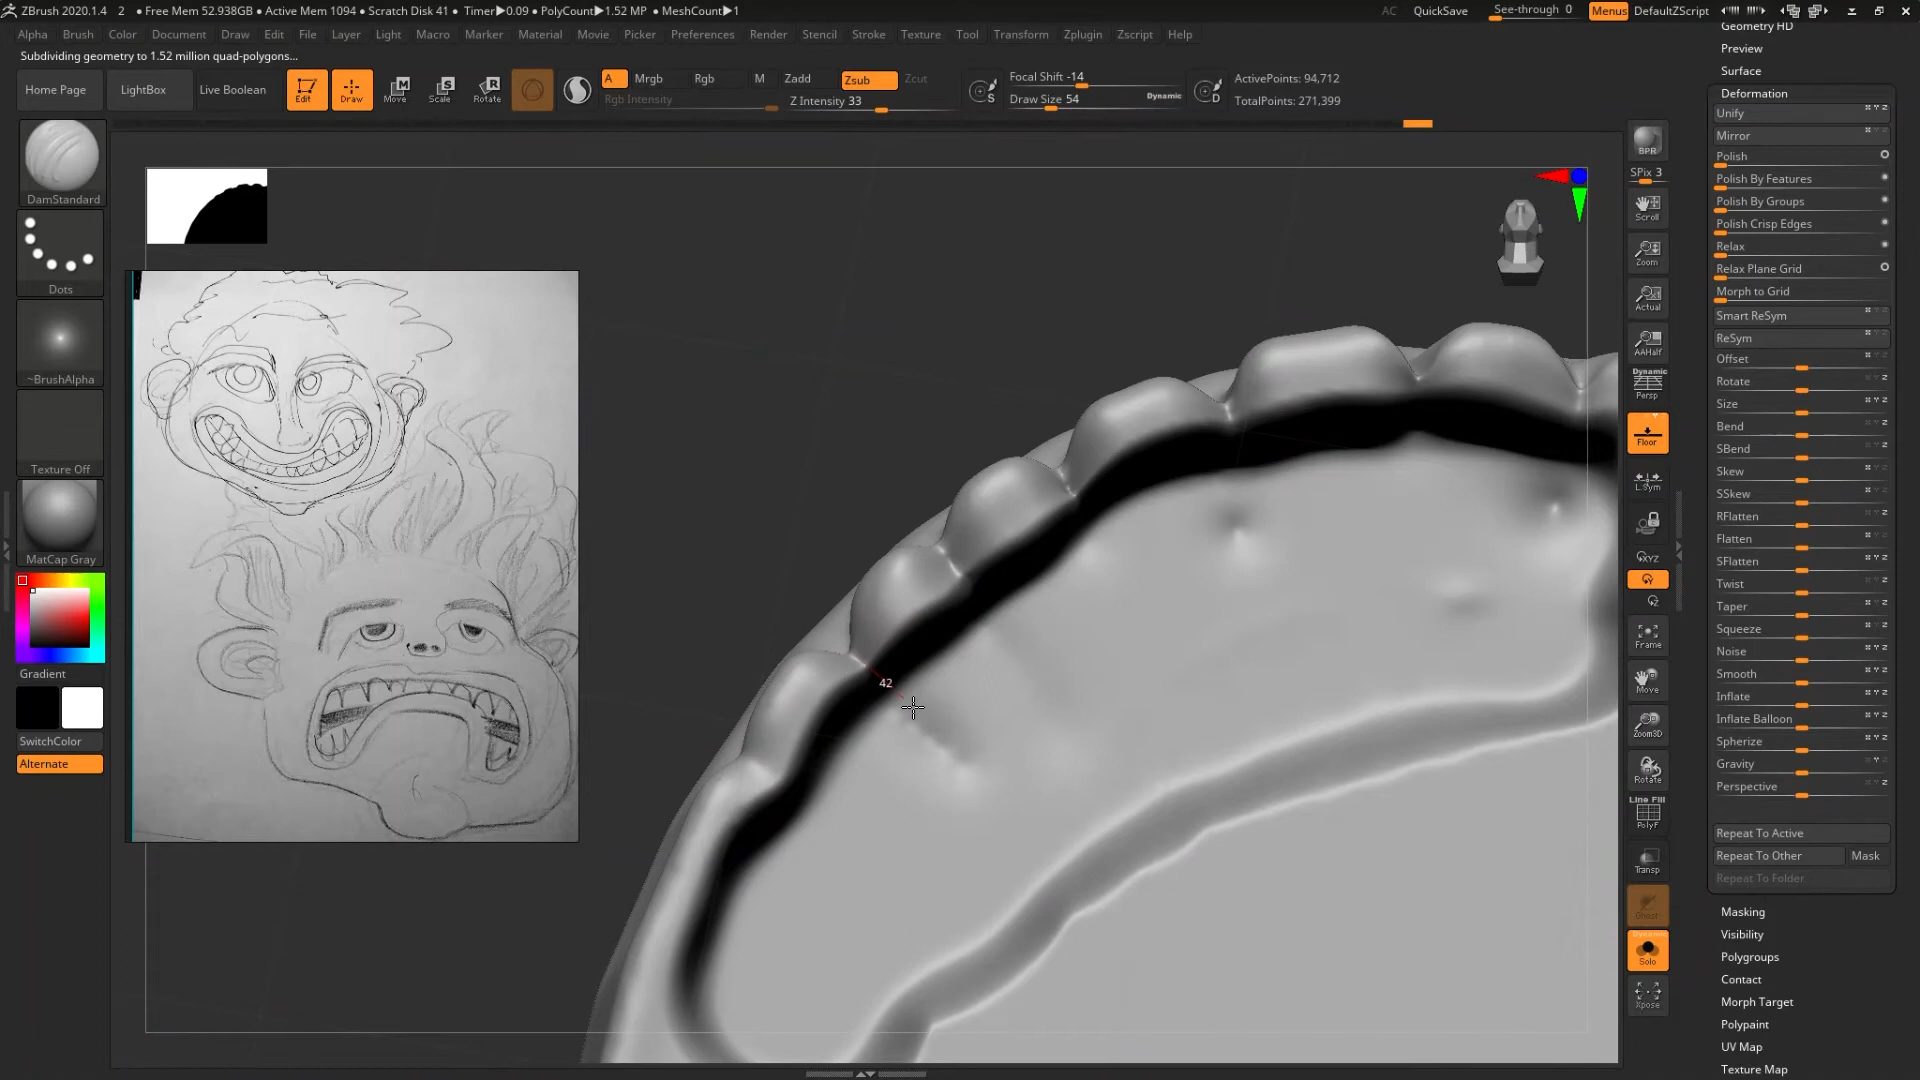 ZBrush 2020.1.4 2 ● Free Mem 52.938GB ● Active Mem 1094 ● Scratch Disk 41 ● Timer▶0.09 ● PolyCount▶1.52 MP ● MeshCount▶1 AC QuickSave See-through 0 Menus DefaultZScript
Alpha Brush Color Document Draw Edit File Layer Light Macro Marker Material Movie Picker Preferences Render Stencil Stroke Texture Tool Transform Zplugin Zscript Help
Subdividing geometry to 1.52 million quad-polygons...
Home Page LightBox Live Boolean Edit Draw Move Scale Rotate
A Mrgb Rgb M Zadd Zsub Zcut
Rgb Intensity Z Intensity 33
S Focal Shift -14
Draw Size 54 Dynamic
D
ActivePoints: 94,712
TotalPoints: 271,399
DamStandard
Dots
~BrushAlpha
Texture Off
MatCap Gray
Gradient
SwitchColor
Alternate
42
BPR
SPix 3
Scroll
Zoom
Actual
AAHalf
Dynamic
Persp
Floor
L.Sym
XYZ
Y
Z
Frame
Move
Zoom3D
Rotate
Line Fill
PolyF
Transp
Ghost
Dynamic
Solo
Xpose
Geometry HD
Preview
Surface
Deformation
Unify
Mirror
Polish
Polish By Features
Polish By Groups
Polish Crisp Edges
Relax
Relax Plane Grid
Morph to Grid
Smart ReSym
ReSym
Offset
Rotate
Size
Bend
SBend
Skew
SSkew
RFlatten
Flatten
SFlatten
Twist
Taper
Squeeze
Noise
Smooth
Inflate
Inflate Balloon
Spherize
Gravity
Perspective
Repeat To Active
Repeat To Other Mask
Repeat To Folder
Masking
Visibility
Polygroups
Contact
Morph Target
Polypaint
UV Map
Texture Map